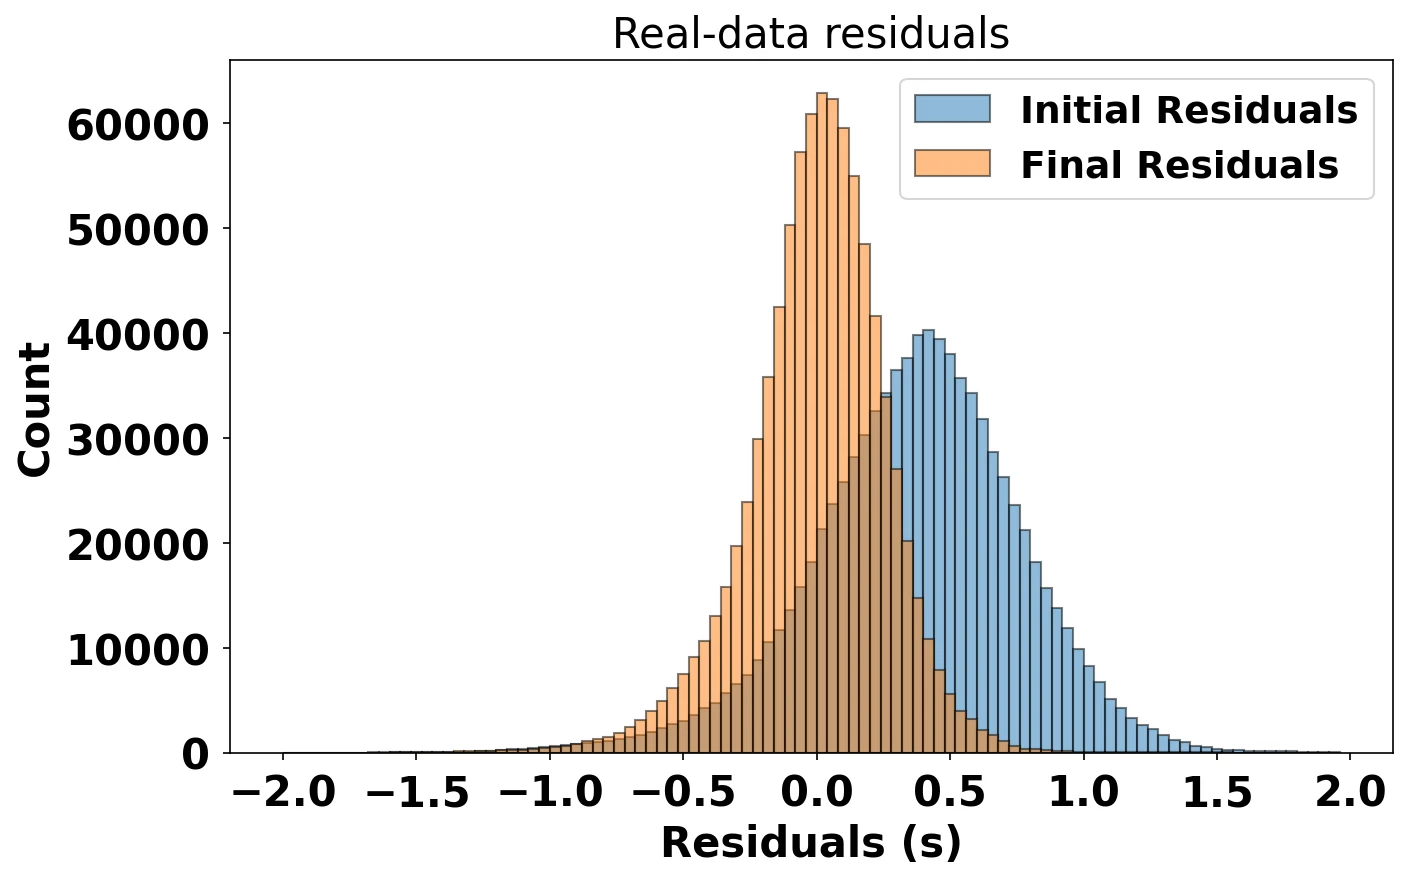 Real-data residuals
Initial Residuals
Final Residuals
60000
50000
40000
30000
20000
10000
0
Count
−2.0 −1.5 −1.0 −0.5 0.0 0.5 1.0 1.5 2.0
Residuals (s)